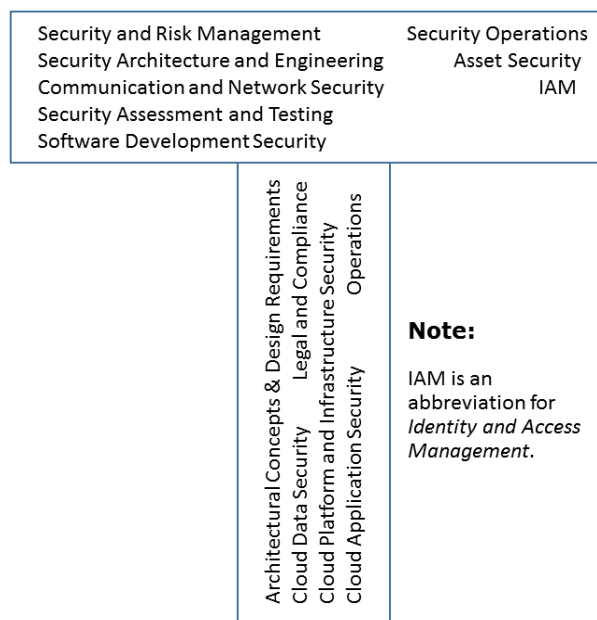 Security and Risk Management Security Operations
Security Architecture and Engineering Asset Security
Communication and Network Security IAM
Security Assessment and Testing
Software Development Security
Architectural Concepts & Design Requirements
Cloud Data Security Legal and Compliance
Cloud Platform and Infrastructure Security
Cloud Application Security Operations
Note:
IAM is an
abbreviation for
Identity and Access
Management.